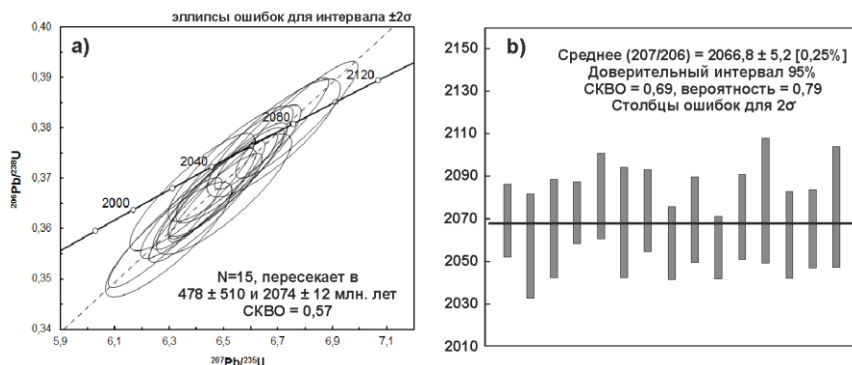 эллипсы ошибок для интервала ±2σ
a)
0,40
0,39
0,38
0,37
0,36
0,35
0,34
²⁰⁶Pb/²³⁸U
2000
2040
2080
2120
N=15, пересекает в
478 ± 510 и 2074 ± 12 млн. лет
СКВО = 0,57
5,9
6,1
6,3
6,5
6,7
6,9
7,1
²⁰⁷Pb/²³⁵U
b)
Среднее (207/206) = 2066,8 ± 5,2 [0,25%]
Доверительный интервал 95%
СКВО = 0,69, вероятность = 0,79
Столбцы ошибок для 2σ
2150
2130
2110
2090
2070
2050
2030
2010